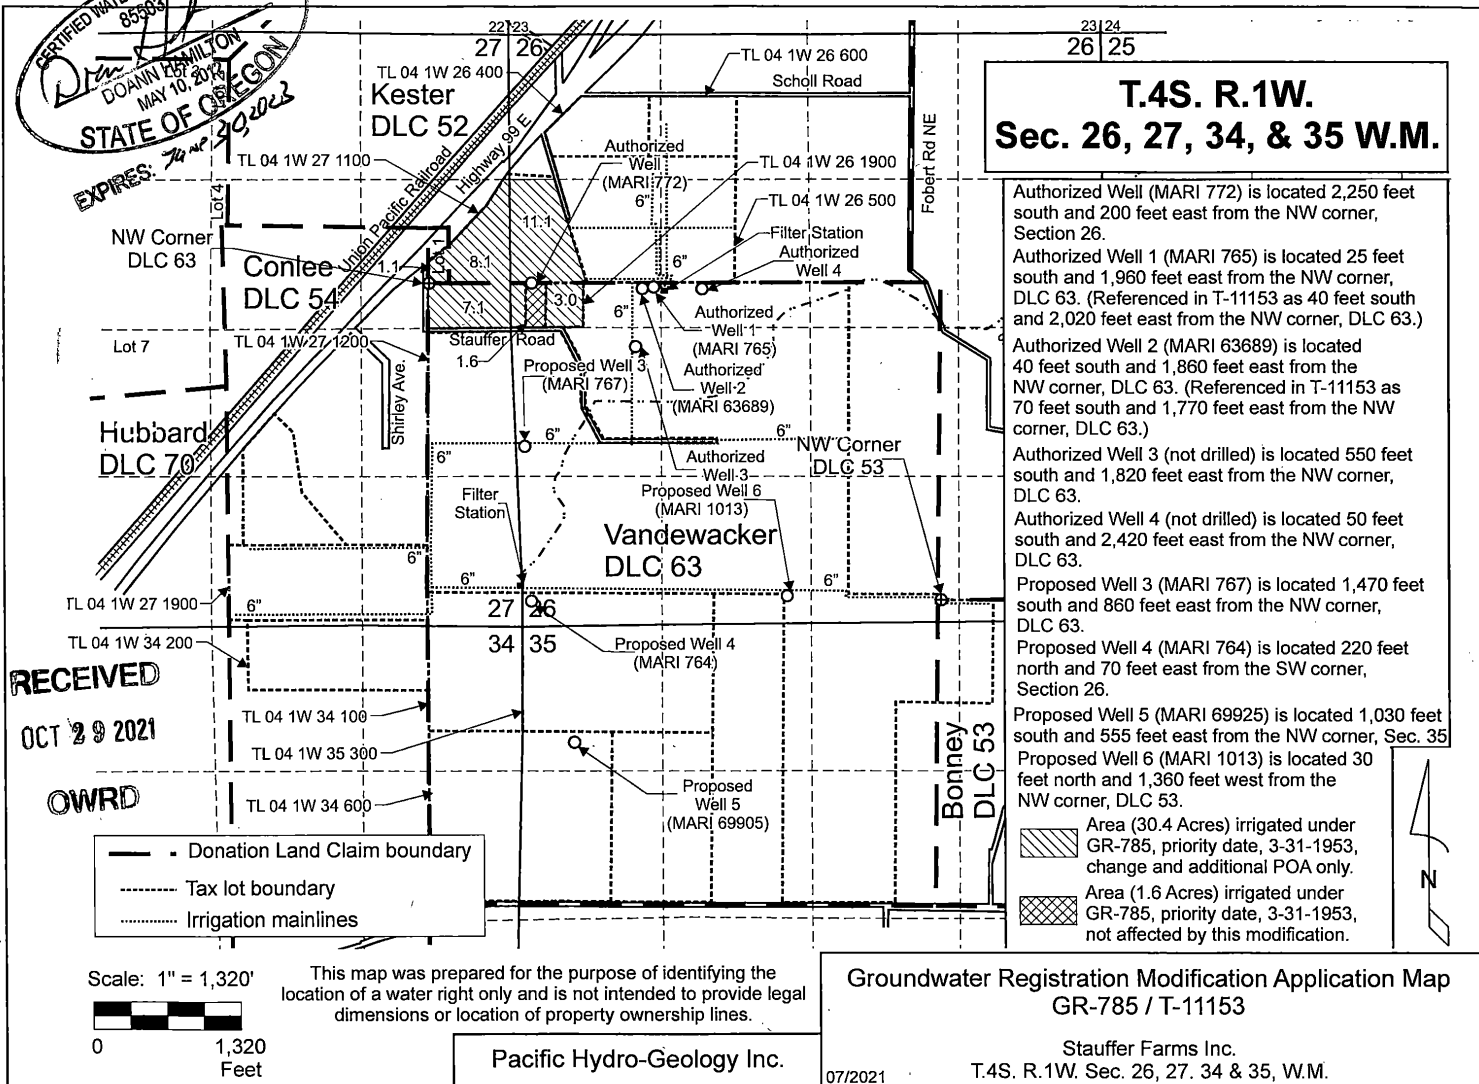 CERTIFIED WATER
85503
DOANN HAMILTON
MAY 10, 201
STATE OF OREGON
EXPIRES: June 30, 2023
22 23
27 26
23 24
26 25
TL 04 1W 26 400
TL 04 1W 26 600
Scholl Road
Kester
DLC 52
T.4S. R.1W.
Sec. 26, 27, 34, & 35 W.M.
Highway 99 E
Union Pacific Railroad
Fobert Rd NE
TL 04 1W 27 1100
Authorized
Well
(MARI 772)
TL 04 1W 26 1900
TL 04 1W 26 500
6"
Lot 4
11.1
NW Corner
DLC 63
Filter Station
Authorized
Well 4
Lot 1
8.1
1.1
6"
Conlee
DLC 54
7.1
3.0
6"
Authorized
Well 1
(MARI 765)
Lot 7
TL 04 1W 27 1200
Stauffer Road
1.6
Proposed Well 3
(MARI 767)
Authorized
Well 2
(MARI 63689)
Shirley Ave.
Hubbard
DLC 70
6"
6"
6"
NW Corner
DLC 53
Authorized
Well 3
Filter
Station
Proposed Well 6
(MARI 1013)
Vandewacker
DLC 63
6"
6"
6"
TL 04 1W 27 1900
6"
27 26
34 35
TL 04 1W 34 200
Proposed Well 4
(MARI 764)
RECEIVED
OCT 29 2021
OWRD
TL 04 1W 34 100
TL 04 1W 35 300
TL 04 1W 34 600
Proposed
Well 5
(MARI 69905)
Bonney
DLC 53
Authorized Well (MARI 772) is located 2,250 feet
south and 200 feet east from the NW corner,
Section 26.
Authorized Well 1 (MARI 765) is located 25 feet
south and 1,960 feet east from the NW corner,
DLC 63. (Referenced in T-11153 as 40 feet south
and 2,020 feet east from the NW corner, DLC 63.)
Authorized Well 2 (MARI 63689) is located
40 feet south and 1,860 feet east from the
NW corner, DLC 63. (Referenced in T-11153 as
70 feet south and 1,770 feet east from the NW
corner, DLC 63.)
Authorized Well 3 (not drilled) is located 550 feet
south and 1,820 feet east from the NW corner,
DLC 63.
Authorized Well 4 (not drilled) is located 50 feet
south and 2,420 feet east from the NW corner,
DLC 63.
Proposed Well 3 (MARI 767) is located 1,470 feet
south and 860 feet east from the NW corner,
DLC 63.
Proposed Well 4 (MARI 764) is located 220 feet
north and 70 feet east from the SW corner,
Section 26.
Proposed Well 5 (MARI 69925) is located 1,030 feet
south and 555 feet east from the NW corner, Sec. 35
Proposed Well 6 (MARI 1013) is located 30
feet north and 1,360 feet west from the
NW corner, DLC 53.
Area (30.4 Acres) irrigated under
GR-785, priority date, 3-31-1953,
change and additional POA only.
Area (1.6 Acres) irrigated under
GR-785, priority date, 3-31-1953,
not affected by this modification.
N
Donation Land Claim boundary
Tax lot boundary
Irrigation mainlines
Scale: 1" = 1,320'
0 1,320
Feet
This map was prepared for the purpose of identifying the
location of a water right only and is not intended to provide legal
dimensions or location of property ownership lines.
Pacific Hydro-Geology Inc.
Groundwater Registration Modification Application Map
GR-785 / T-11153
Stauffer Farms Inc.
T.4S. R.1W. Sec. 26, 27. 34 & 35, W.M.
07/2021